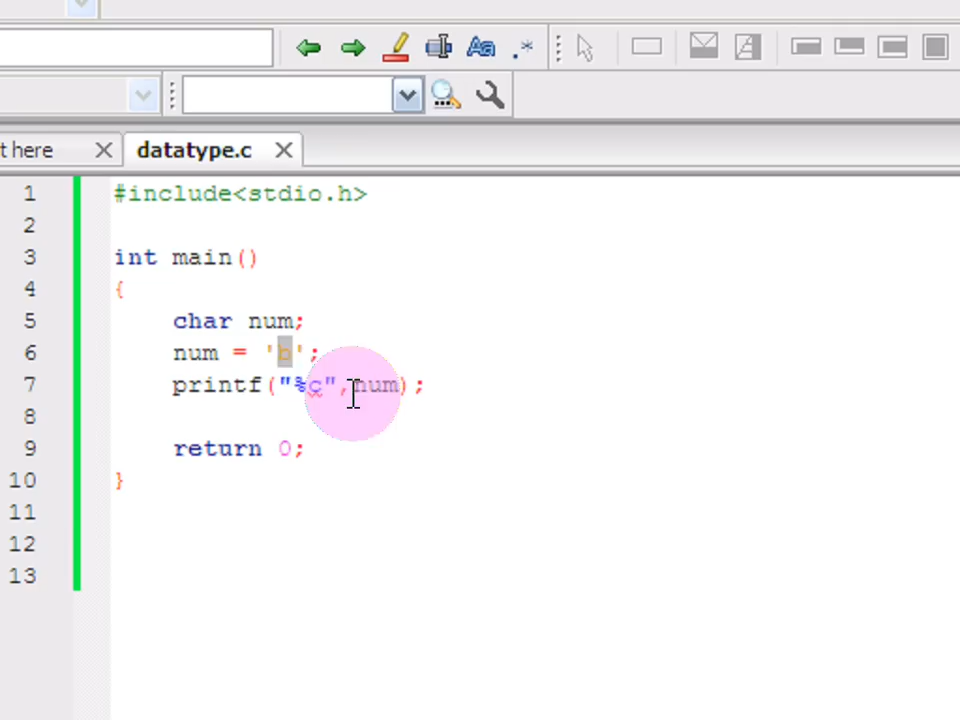 t here
datatype.c
1 #include<stdio.h>
2
3 int main()
4 {
5     char num;
6     num = 'b';
7     printf("%c",num);
8
9     return 0;
10 }
11
12
13